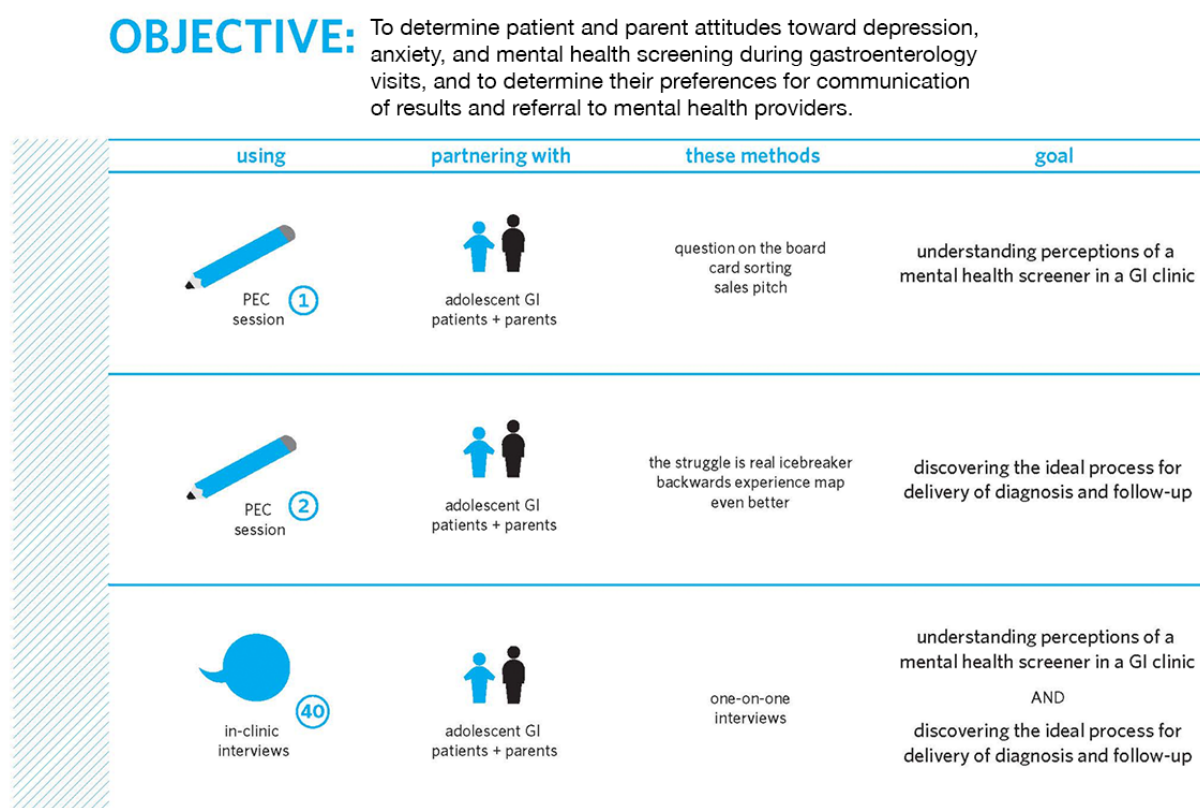 OBJECTIVE:
To determine patient and parent attitudes toward depression,
anxiety, and mental health screening during gastroenterology
visits, and to determine their preferences for communication
of results and referral to mental health providers.
using
partnering with
these methods
goal
PEC
session
1
adolescent GI
patients + parents
question on the board
card sorting
sales pitch
understanding perceptions of a
mental health screener in a GI clinic
PEC
session
2
adolescent GI
patients + parents
the struggle is real icebreaker
backwards experience map
even better
discovering the ideal process for
delivery of diagnosis and follow-up
in-clinic
interviews
40
adolescent GI
patients + parents
one-on-one
interviews
understanding perceptions of a
mental health screener in a GI clinic
AND
discovering the ideal process for
delivery of diagnosis and follow-up